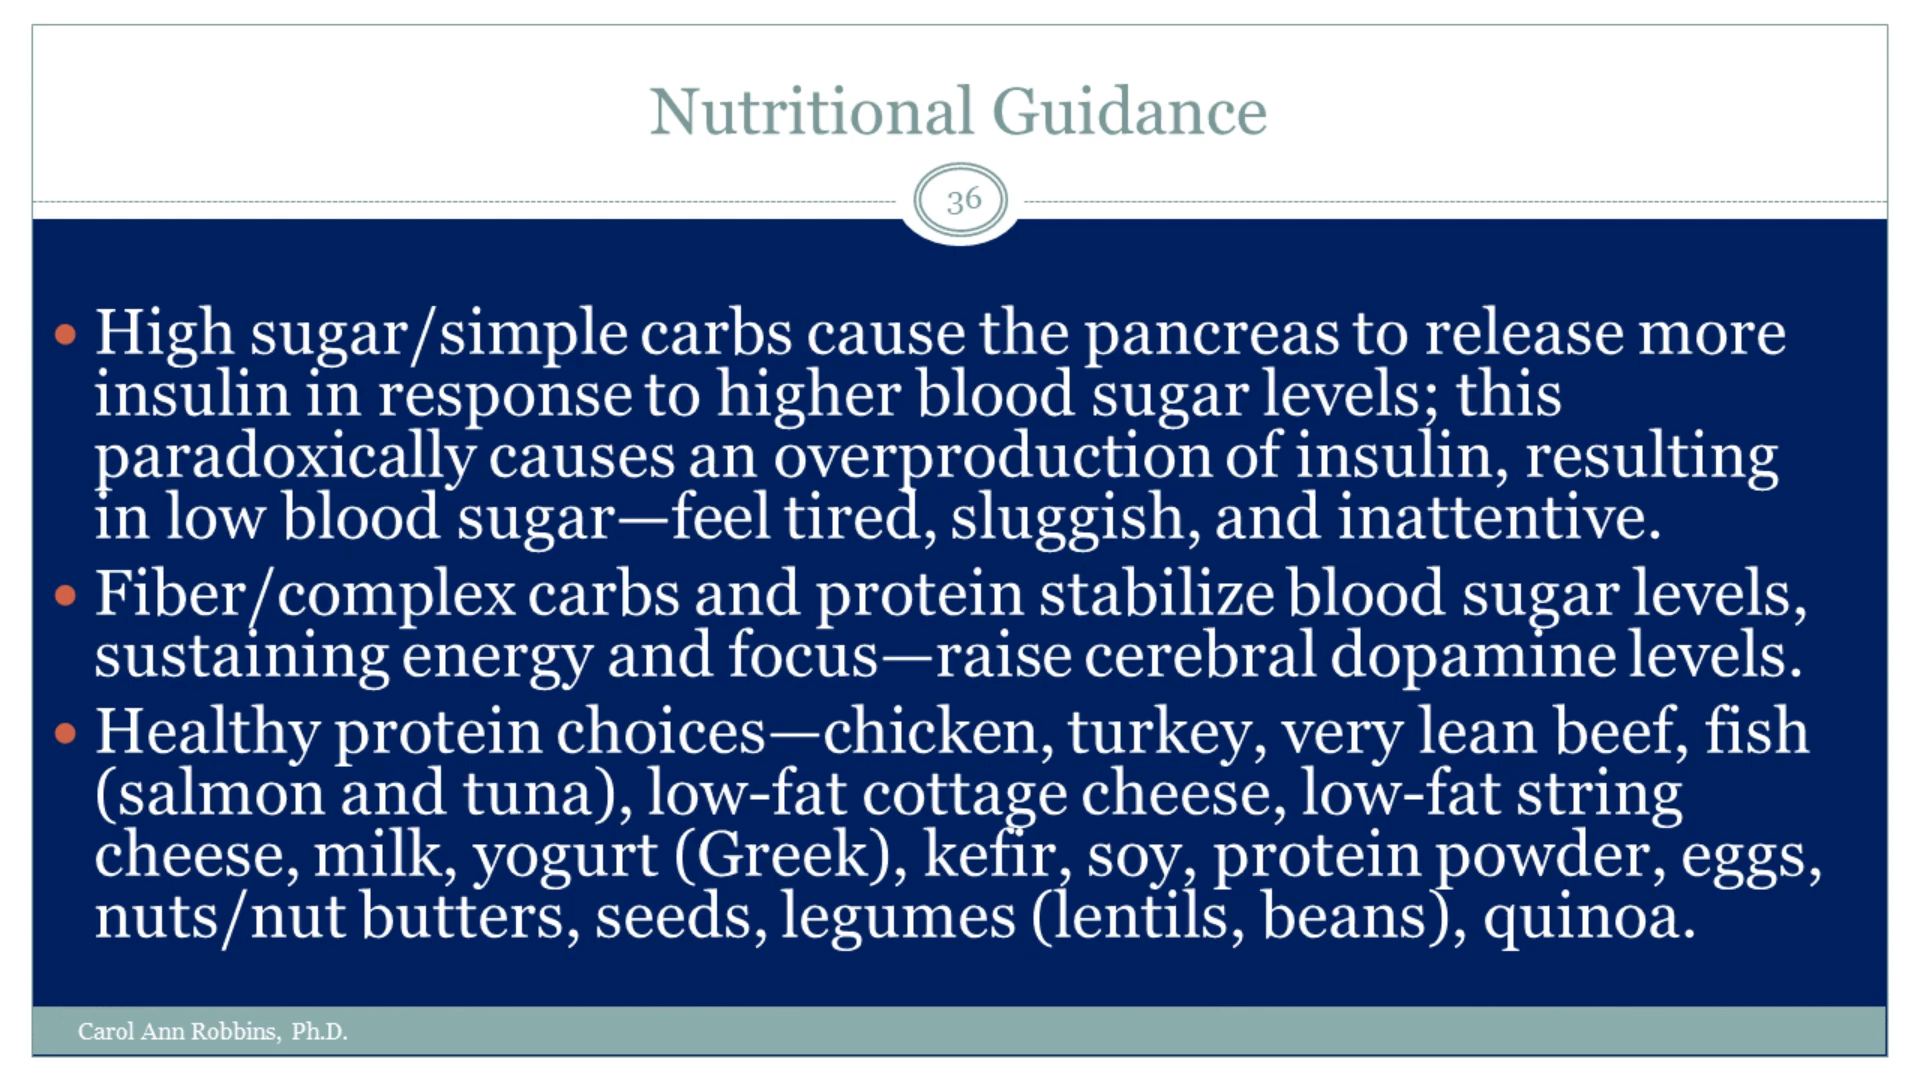 Nutritional Guidance
36
• High sugar/simple carbs cause the pancreas to release more
insulin in response to higher blood sugar levels; this
paradoxically causes an overproduction of insulin, resulting
in low blood sugar—feel tired, sluggish, and inattentive.
• Fiber/complex carbs and protein stabilize blood sugar levels,
sustaining energy and focus—raise cerebral dopamine levels.
• Healthy protein choices—chicken, turkey, very lean beef, fish
(salmon and tuna), low-fat cottage cheese, low-fat string
cheese, milk, yogurt (Greek), kefir, soy, protein powder, eggs,
nuts/nut butters, seeds, legumes (lentils, beans), quinoa.
Carol Ann Robbins, Ph.D.